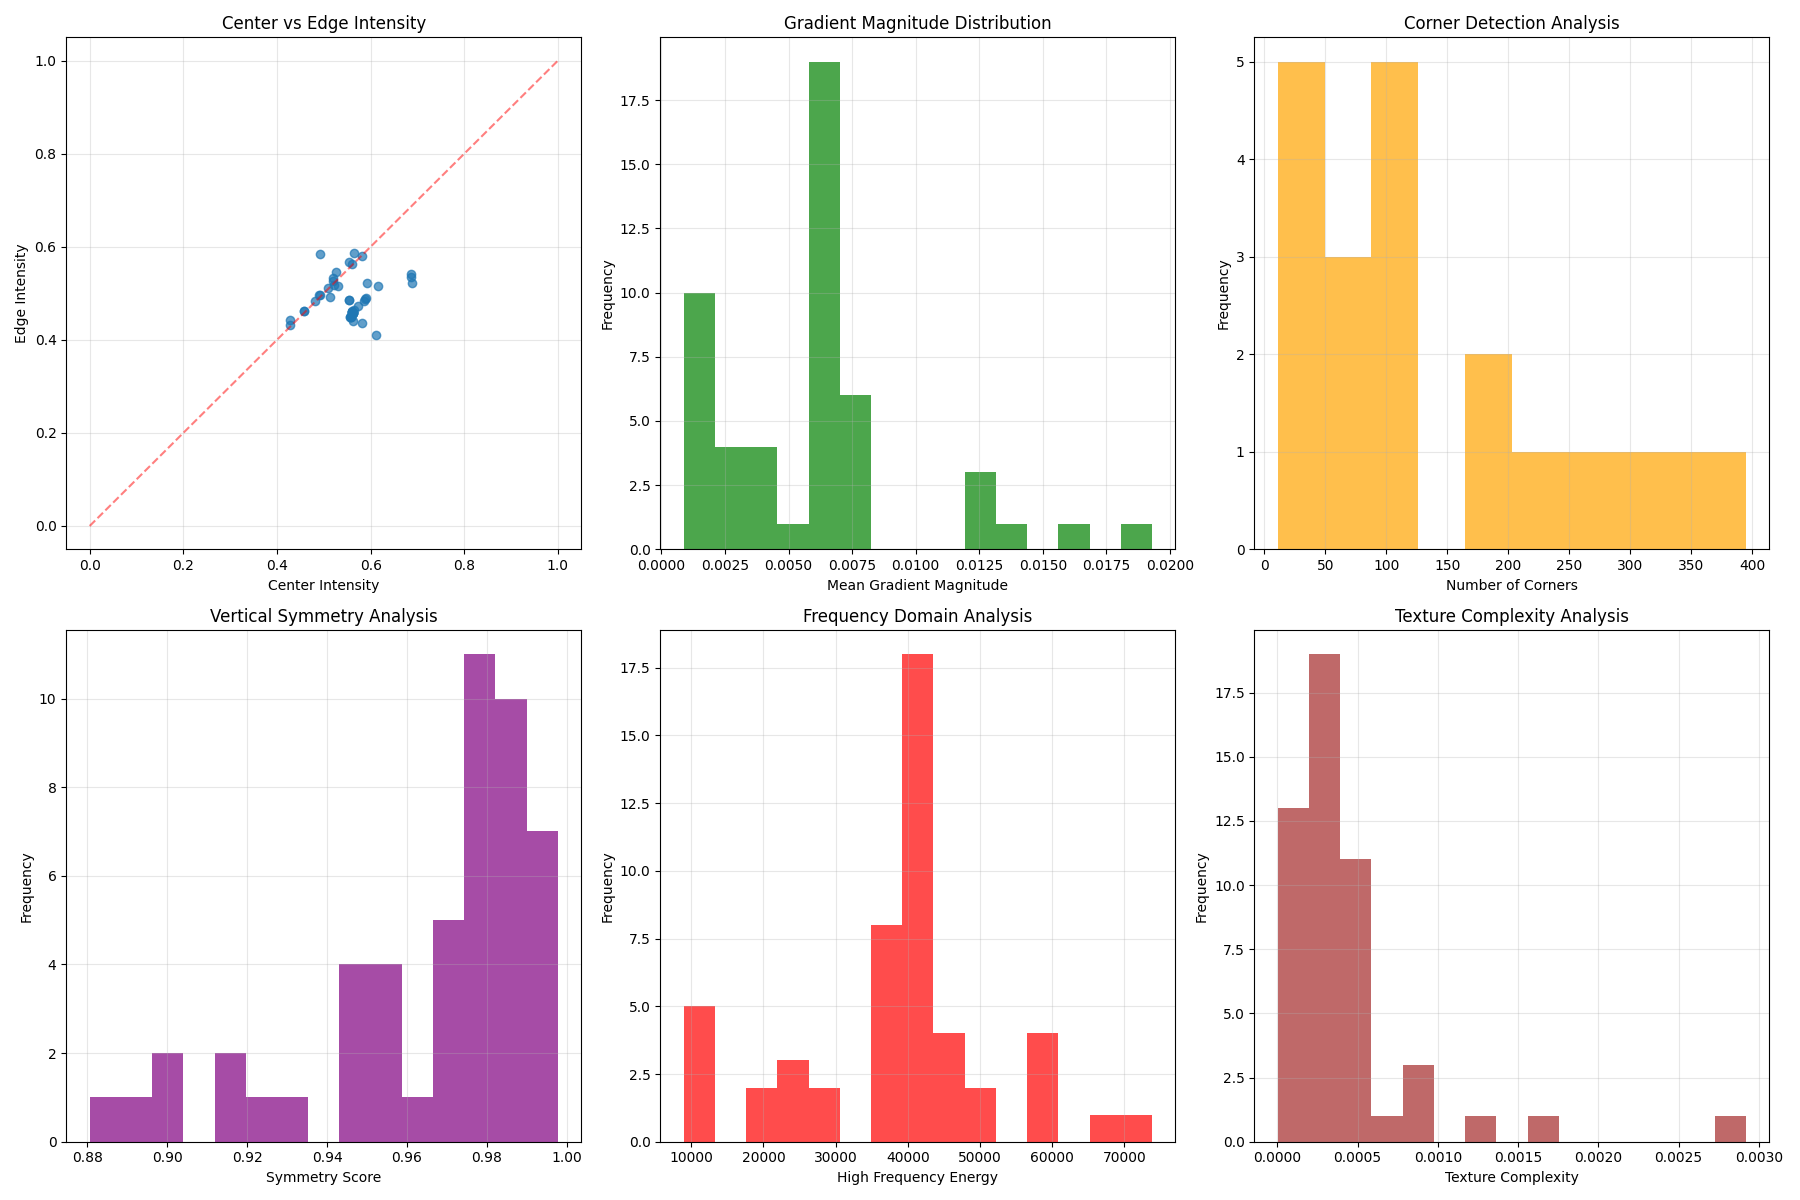 Center vs Edge Intensity
1.0
0.8
0.6
0.4
0.2
0.0
Edge Intensity
0.0 0.2 0.4 0.6 0.8 1.0
Center Intensity
Gradient Magnitude Distribution
17.5
15.0
12.5
10.0
7.5
5.0
2.5
0.0
Frequency
0.0000 0.0025 0.0050 0.0075 0.0100 0.0125 0.0150 0.0175 0.0200
Mean Gradient Magnitude
Corner Detection Analysis
5
4
3
2
1
0
Frequency
0 50 100 150 200 250 300 350 400
Number of Corners
Vertical Symmetry Analysis
10
8
6
4
2
0
Frequency
0.88 0.90 0.92 0.94 0.96 0.98 1.00
Symmetry Score
Frequency Domain Analysis
17.5
15.0
12.5
10.0
7.5
5.0
2.5
0.0
Frequency
10000 20000 30000 40000 50000 60000 70000
High Frequency Energy
Texture Complexity Analysis
17.5
15.0
12.5
10.0
7.5
5.0
2.5
0.0
Frequency
0.0000 0.0005 0.0010 0.0015 0.0020 0.0025 0.0030
Texture Complexity